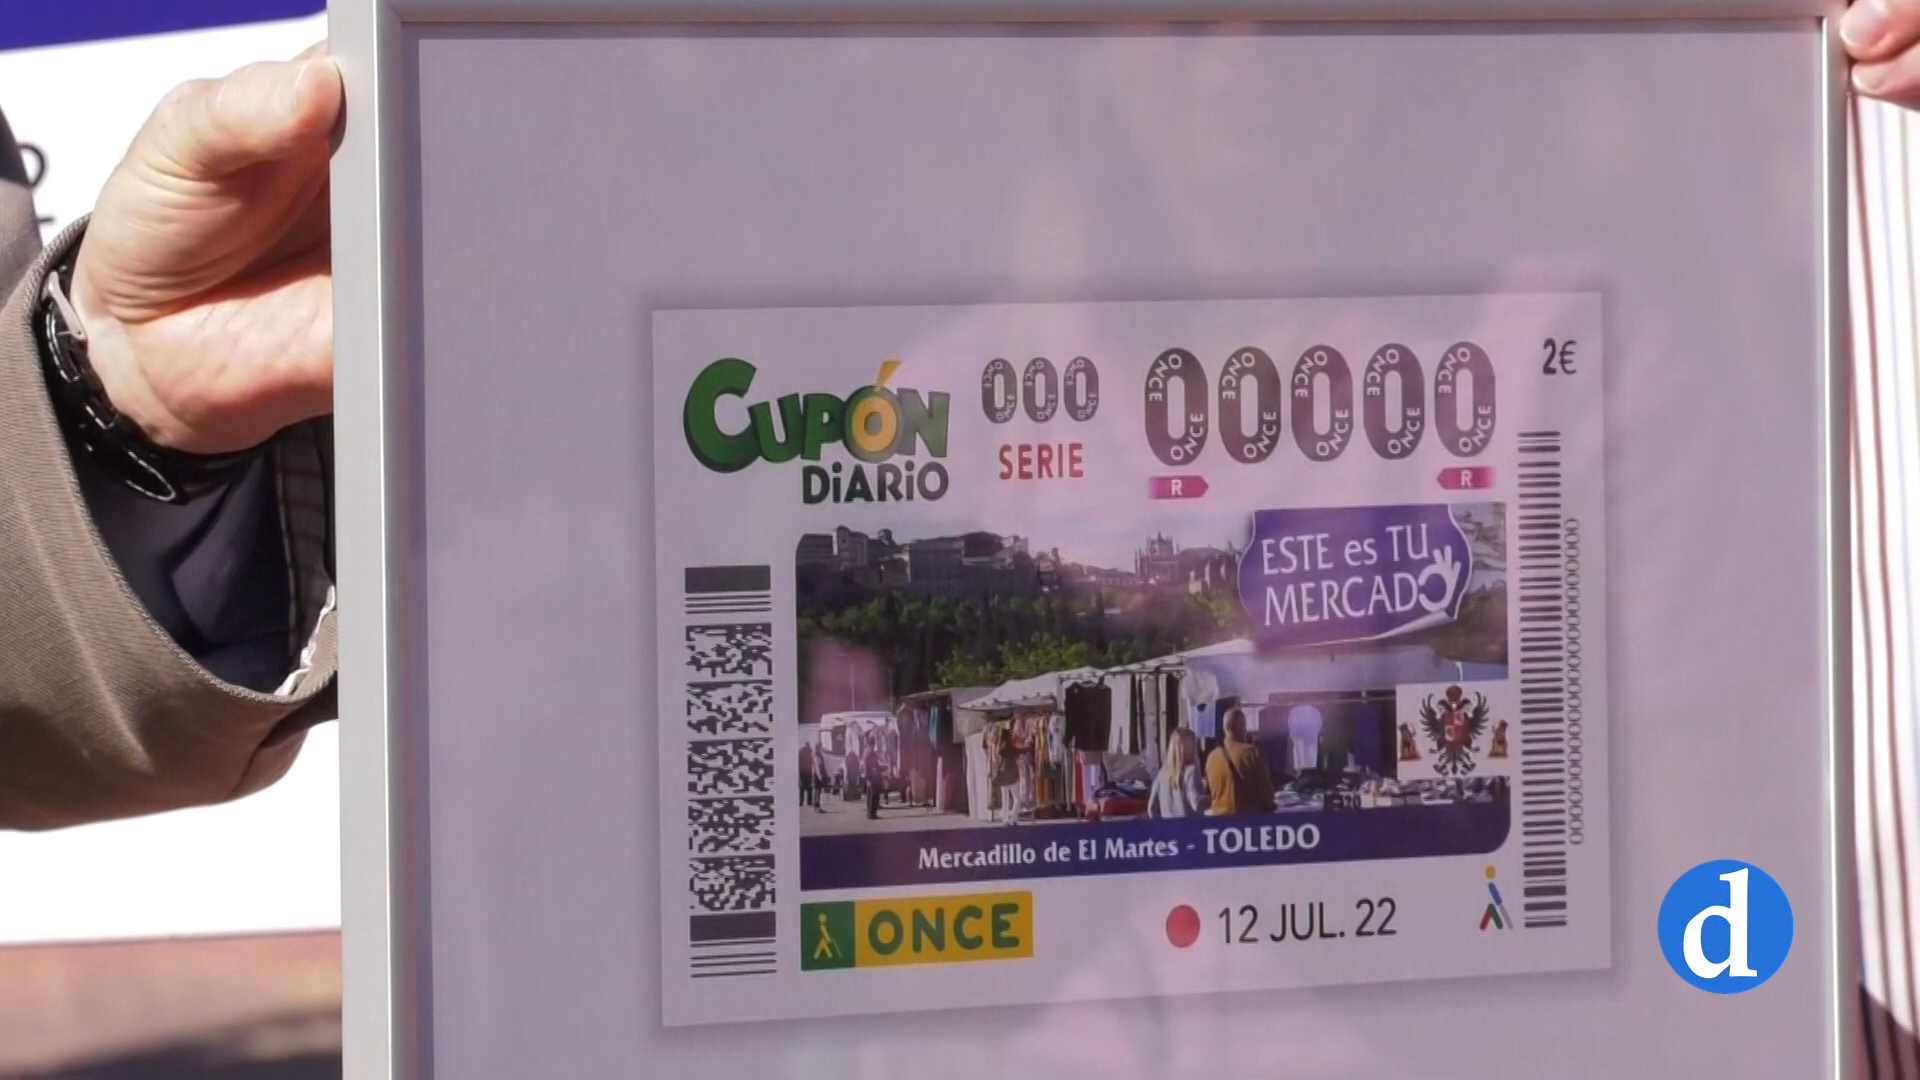 CUPÓN
DiARiO
000
SERIE
00000
R
R
2€
ESTE es TU
MERCADO
Mercadillo de El Martes - TOLEDO
ONCE
12 JUL. 22
d